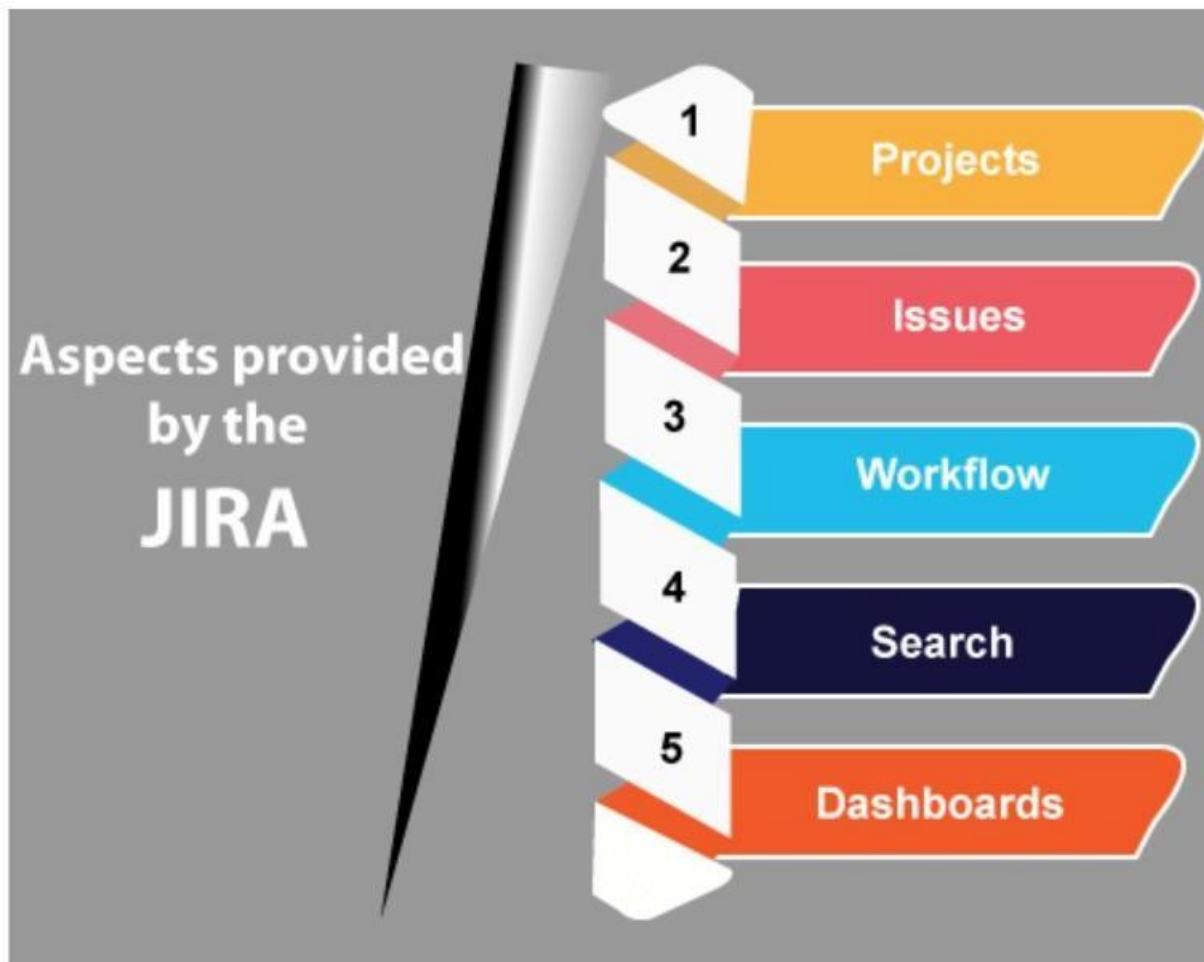 Aspects provided
by the
JIRA
1
Projects
2
Issues
3
Workflow
4
Search
5
Dashboards